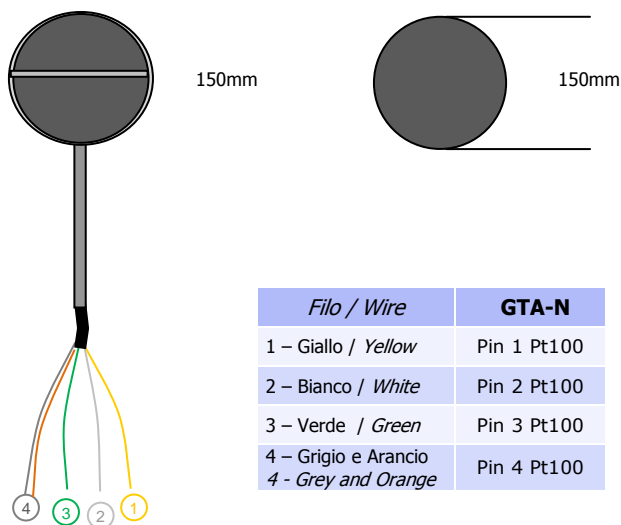 150mm
150mm
Filo / Wire GTA-N
1 – Giallo / Yellow Pin 1 Pt100
2 – Bianco / White Pin 2 Pt100
3 – Verde / Green Pin 3 Pt100
4 – Grigio e Arancio
4 - Grey and Orange Pin 4 Pt100
4 3 2 1